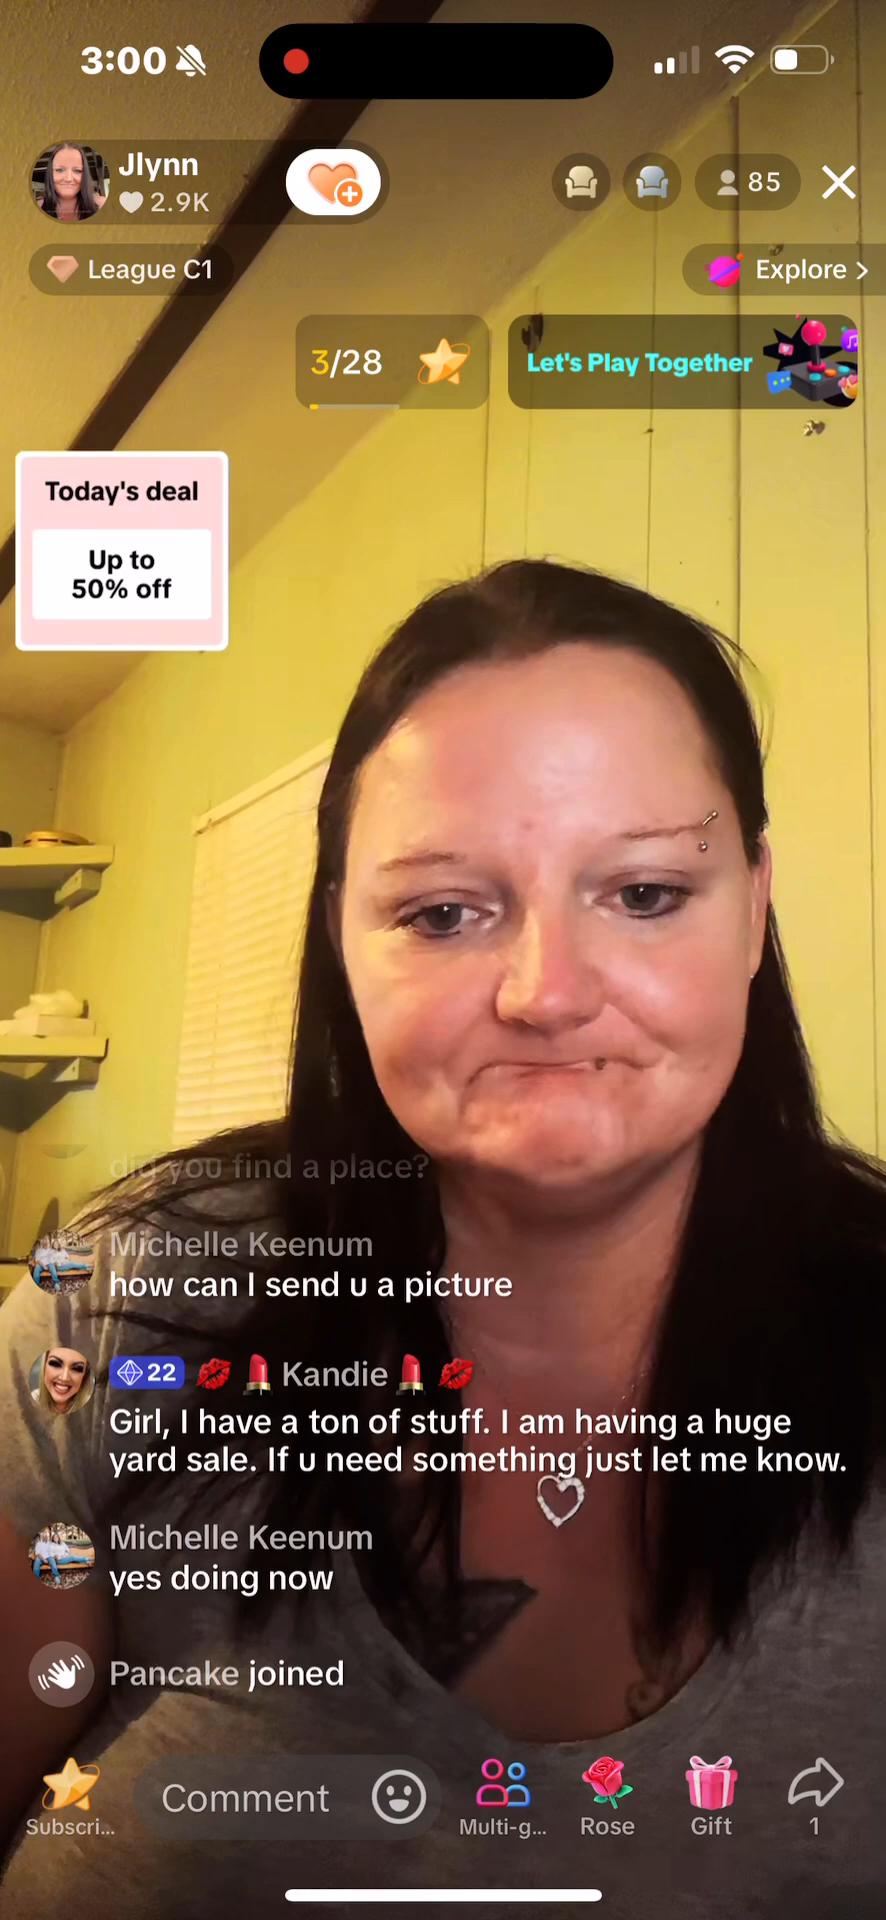 3:00
Jlynn
2.9K
85
League C1
Explore >
3/28
Let's Play Together
Today's deal
Up to
50% off
did you find a place?
Michelle Keenum
how can I send u a picture
22 💋💄Kandie💄💋
Girl, I have a ton of stuff. I am having a huge
yard sale. If u need something just let me know.
Michelle Keenum
yes doing now
Pancake joined
Comment
Subscri...
Multi-g...
Rose
Gift
1